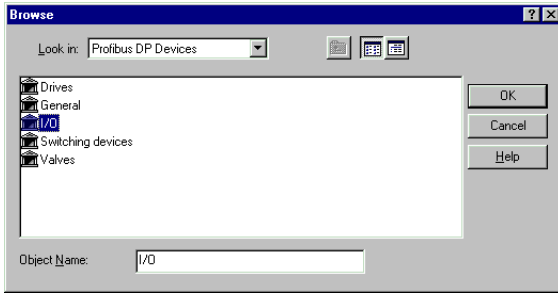 Browse
Look in: Profibus DP Devices
Drives
General
I/O
Switching devices
Valves
OK
Cancel
Help
Object Name: I/O